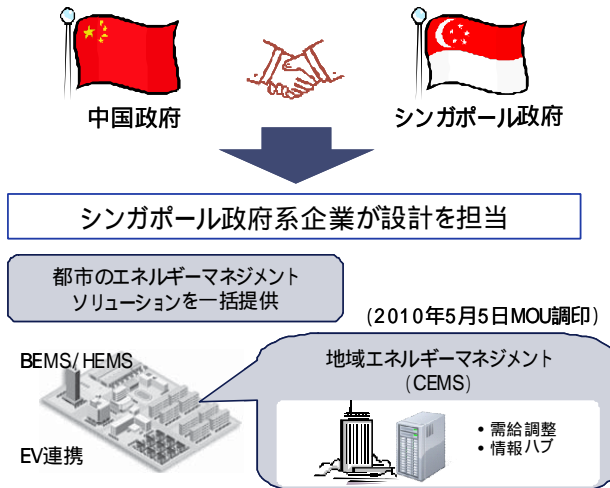 中国政府
シンガポール政府
シンガポール政府系企業が設計を担当
都市のエネルギーマネジメント
ソリューションを一括提供
(2010年5月5日MOU調印)
BEMS/HEMS
EV連携
地域エネルギーマネジメント
(CEMS)
• 需給調整
• 情報ハブ